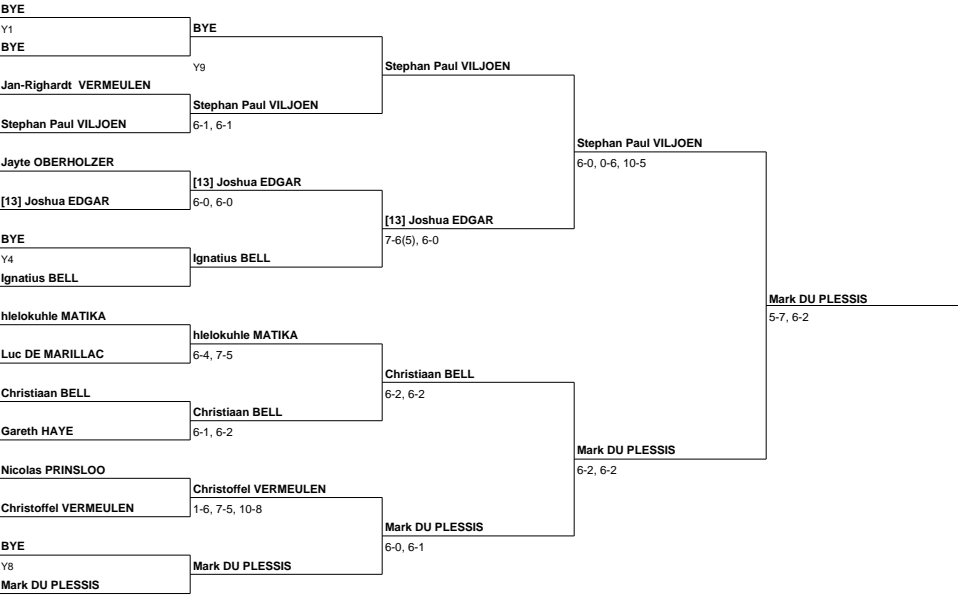 BYE
Y1
BYE
Jan-Righardt  VERMEULEN
Stephan Paul VILJOEN
Jayte OBERHOLZER
[13] Joshua EDGAR
BYE
Y4
Ignatius BELL
hlelokuhle MATIKA
Luc DE MARILLAC
Christiaan BELL
Gareth HAYE
Nicolas PRINSLOO
Christoffel VERMEULEN
BYE
Y8
Mark DU PLESSIS
BYE
Y9
Stephan Paul VILJOEN
6-1, 6-1
[13] Joshua EDGAR
6-0, 6-0
Ignatius BELL
hlelokuhle MATIKA
6-4, 7-5
Christiaan BELL
6-1, 6-2
Christoffel VERMEULEN
1-6, 7-5, 10-8
Mark DU PLESSIS
Stephan Paul VILJOEN
[13] Joshua EDGAR
7-6(5), 6-0
Christiaan BELL
6-2, 6-2
Mark DU PLESSIS
6-0, 6-1
Stephan Paul VILJOEN
6-0, 0-6, 10-5
Mark DU PLESSIS
6-2, 6-2
Mark DU PLESSIS
5-7, 6-2